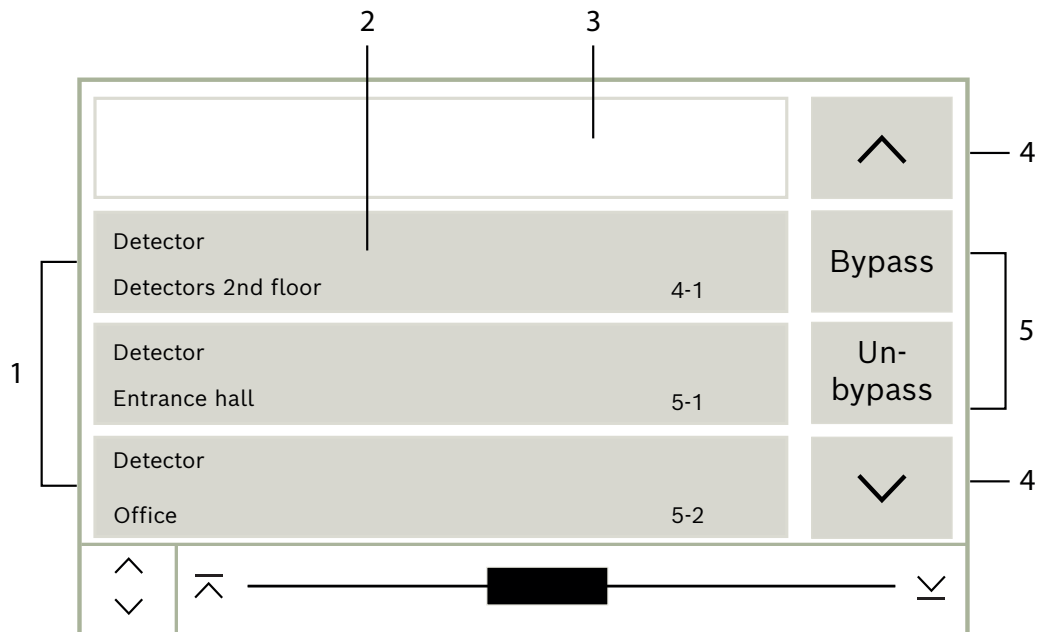 2
3
4
Detector
Detectors 2nd floor 4-1
Bypass
Detector
Entrance hall 5-1
Un-
bypass
1
5
Detector
Office 5-2
4